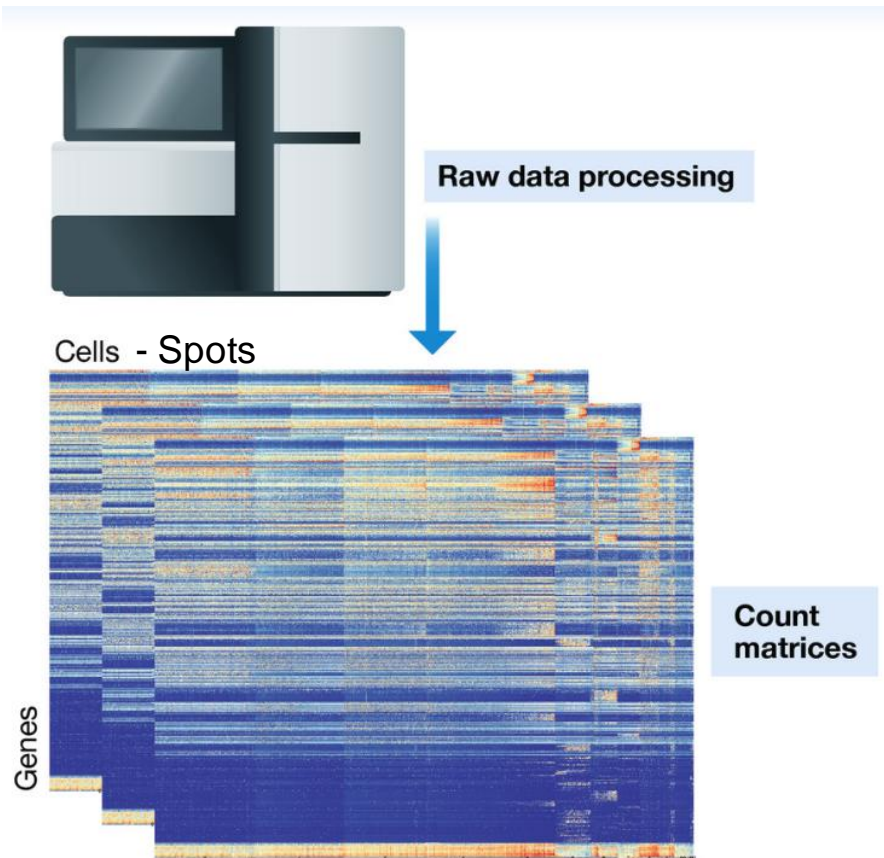 Raw data processing
Cells - Spots
Count
matrices
Genes